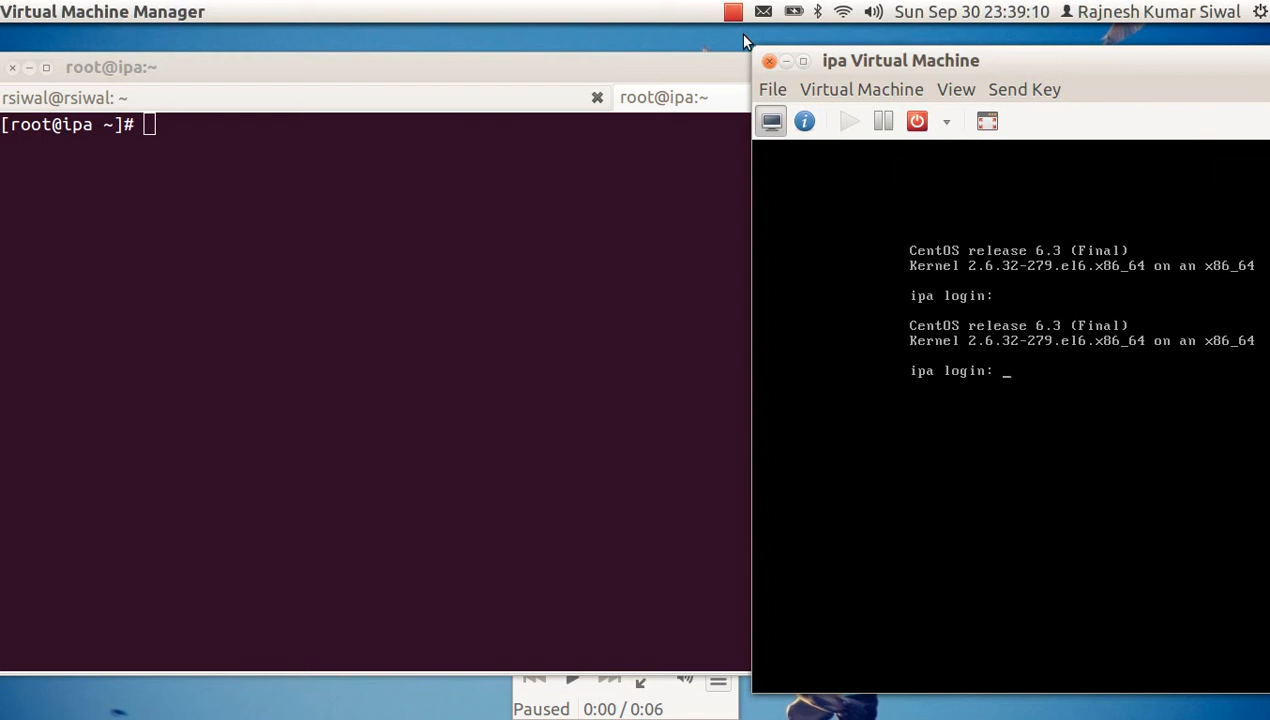 Virtual Machine Manager
Sun Sep 30 23:39:10 Rajnesh Kumar Siwal
root@ipa:~
rsiwal@rsiwal: ~
root@ipa:~
[root@ipa ~]#
ipa Virtual Machine
File Virtual Machine View Send Key
CentOS release 6.3 (Final)
Kernel 2.6.32-279.el6.x86_64 on an x86_64
ipa login:
CentOS release 6.3 (Final)
Kernel 2.6.32-279.el6.x86_64 on an x86_64
ipa login: _
Paused 0:00 / 0:06